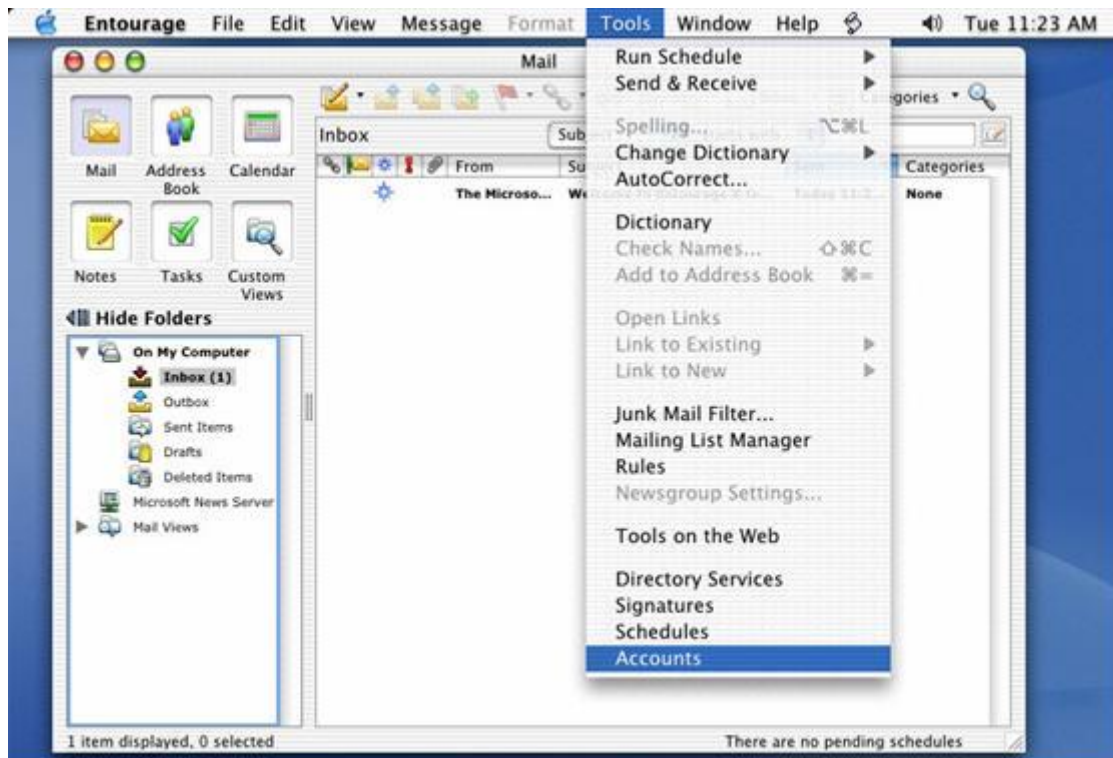 Entourage File Edit View Message Format Tools Window Help Tue 11:23 AM
Mail
Run Schedule
Send & Receive
Spelling... ⌥⌘L
Change Dictionary
AutoCorrect...
Dictionary
Check Names... ⇧⌘C
Add to Address Book ⌘=
Open Links
Link to Existing
Link to New
Junk Mail Filter...
Mailing List Manager
Rules
Newsgroup Settings...
Tools on the Web
Directory Services
Signatures
Schedules
Accounts
gories
Mail Address Book Calendar
Notes Tasks Custom Views
Hide Folders
On My Computer
Inbox (1)
Outbox
Sent Items
Drafts
Deleted Items
Microsoft News Server
Mail Views
Inbox Sub
From Su Categories
The Microso... We None
1 item displayed, 0 selected
There are no pending schedules